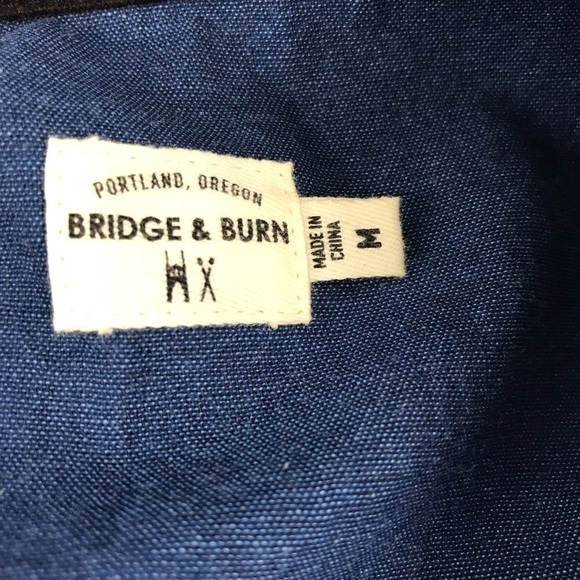 PORTLAND, OREGON
BRIDGE & BURN
MADE IN
CHINA
M